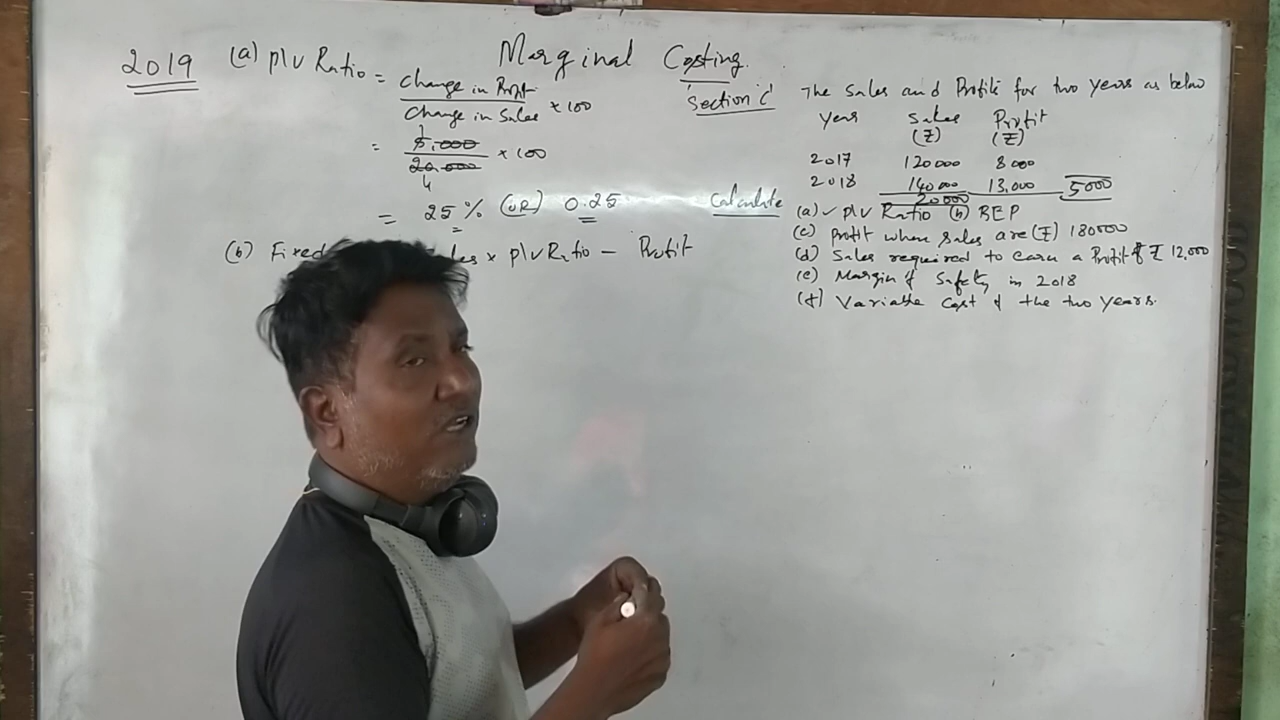 2019
Marginal Costing
(a) p/v Ratio = change in Profit / change in Sales × 100
= 5,000 / 20,000 × 100
1
4
= 25 % (OR) 0.25
(b) Fixed les × p/v Ratio − Profit
Section 'C'
The Sales and Profit for two years as below
years Sales Profit
(₹) (₹)
2017 120000 8000
2018 140000 13,000 5000
20000
Calculate (a) ✓ p/v Ratio (b) BEP
(c) profit when sales are (₹) 180000
(d) Sales required to earn a Profit of ₹ 12,000
(e) Margin of Safety in 2018
(f) Variable Cost of the two years.